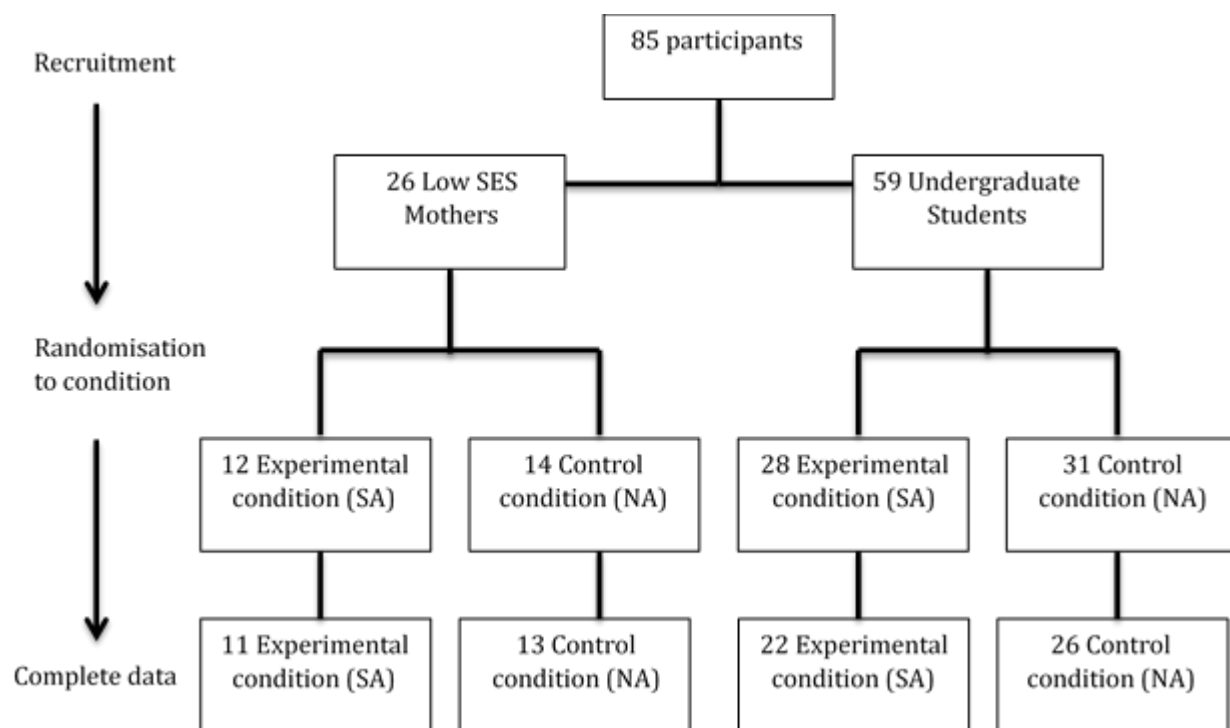 85 participants
Recruitment
26 Low SES
Mothers
59 Undergraduate
Students
Randomisation
to condition
12 Experimental
condition (SA)
14 Control
condition (NA)
28 Experimental
condition (SA)
31 Control
condition (NA)
Complete data
11 Experimental
condition (SA)
13 Control
condition (NA)
22 Experimental
condition (SA)
26 Control
condition (NA)